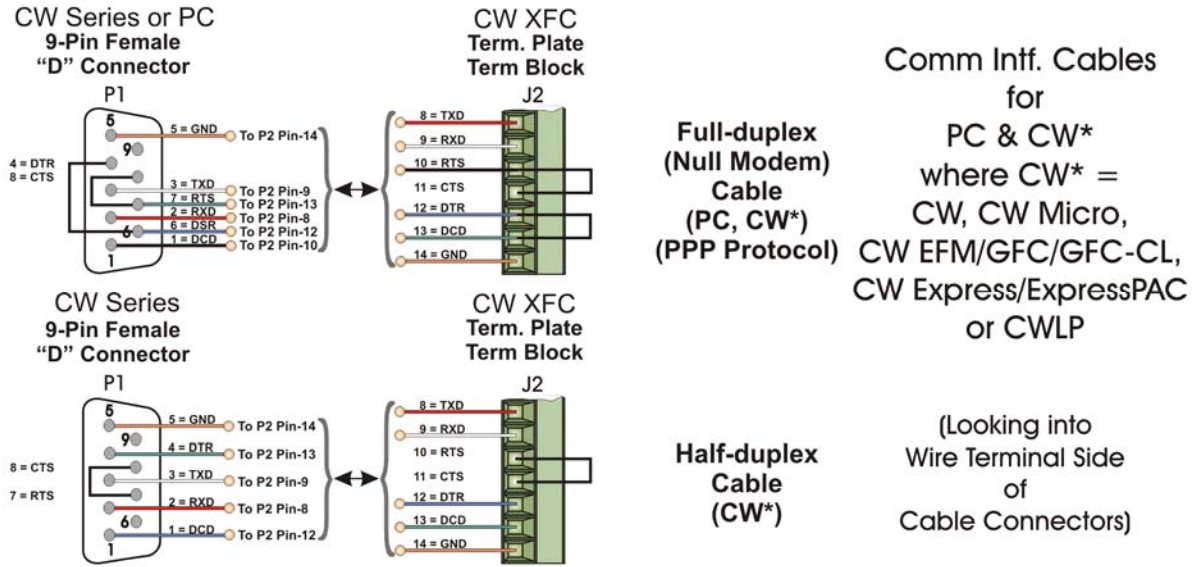 CW Series or PC
9-Pin Female
“D” Connector
P1
5
9
6
1
4 = DTR
8 = CTS
5 = GND
To P2 Pin-14
3 = TXD
To P2 Pin-9
7 = RTS
To P2 Pin-13
2 = RXD
To P2 Pin-8
6 = DSR
To P2 Pin-12
1 = DCD
To P2 Pin-10
CW XFC
Term. Plate
Term Block
J2
8 = TXD
9 = RXD
10 = RTS
11 = CTS
12 = DTR
13 = DCD
14 = GND
Full-duplex
(Null Modem)
Cable
(PC, CW*)
(PPP Protocol)
Comm Intf. Cables
for
PC & CW*
where CW* =
CW, CW Micro,
CW EFM/GFC/GFC-CL,
CW Express/ExpressPAC
or CWLP
CW Series
9-Pin Female
“D” Connector
P1
5
9
6
1
8 = CTS
7 = RTS
5 = GND
To P2 Pin-14
4 = DTR
To P2 Pin-13
3 = TXD
To P2 Pin-9
2 = RXD
To P2 Pin-8
1 = DCD
To P2 Pin-12
CW XFC
Term. Plate
Term Block
J2
8 = TXD
9 = RXD
10 = RTS
11 = CTS
12 = DTR
13 = DCD
14 = GND
Half-duplex
Cable
(CW*)
(Looking into
Wire Terminal Side
of
Cable Connectors)